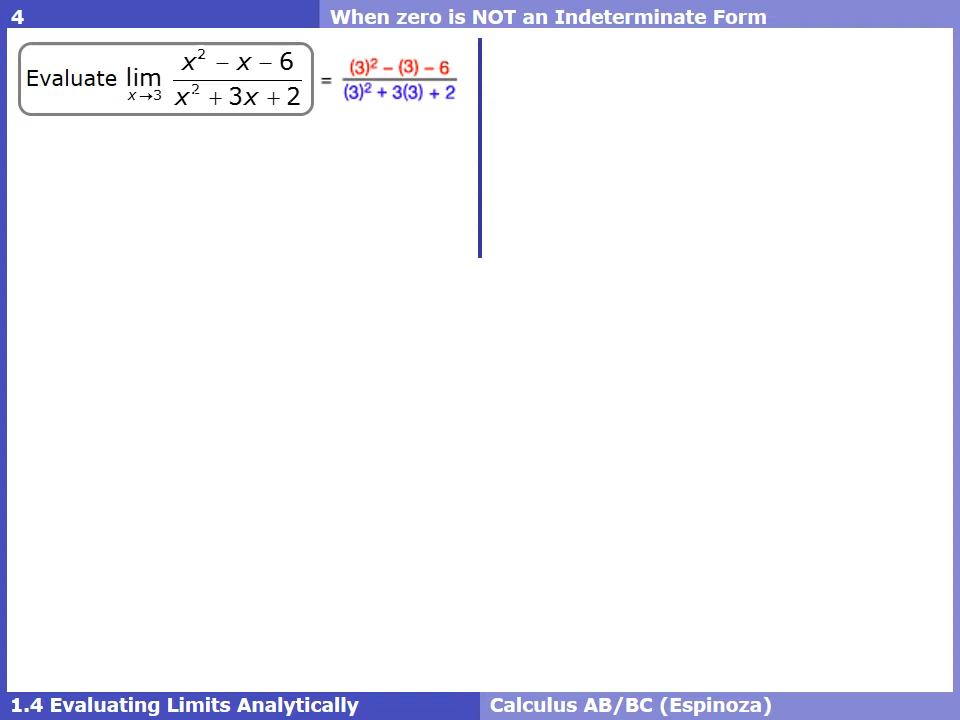 4
When zero is NOT an Indeterminate Form
Evaluate lim x→3 (x² − x − 6)/(x² + 3x + 2) = ((3)² − (3) − 6)/((3)² + 3(3) + 2)
1.4 Evaluating Limits Analytically
Calculus AB/BC (Espinoza)